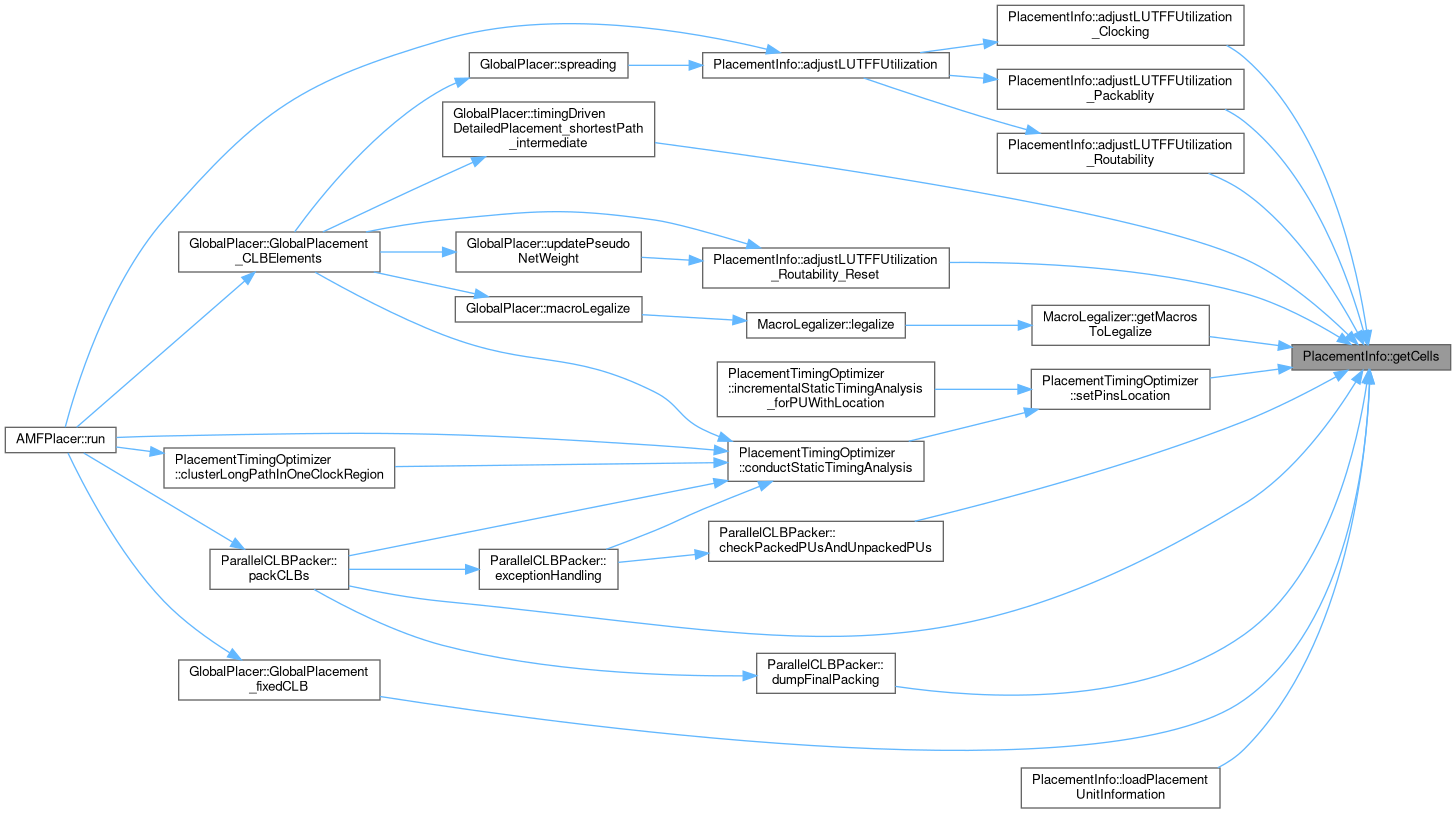 PlacementInfo::adjustLUTFFUtilization
_Clocking
GlobalPlacer::spreading
PlacementInfo::adjustLUTFFUtilization
PlacementInfo::adjustLUTFFUtilization
_Packablity
GlobalPlacer::timingDriven
DetailedPlacement_shortestPath
_intermediate
PlacementInfo::adjustLUTFFUtilization
_Routability
GlobalPlacer::GlobalPlacement
_CLBElements
GlobalPlacer::updatePseudo
NetWeight
PlacementInfo::adjustLUTFFUtilization
_Routability_Reset
GlobalPlacer::macroLegalize
MacroLegalizer::legalize
MacroLegalizer::getMacros
ToLegalize
PlacementInfo::getCells
PlacementTimingOptimizer
::incrementalStaticTimingAnalysis
_forPUWithLocation
PlacementTimingOptimizer
::setPinsLocation
AMFPlacer::run
PlacementTimingOptimizer
::clusterLongPathInOneClockRegion
PlacementTimingOptimizer
::conductStaticTimingAnalysis
ParallelCLBPacker::
packCLBs
ParallelCLBPacker::
exceptionHandling
ParallelCLBPacker::
checkPackedPUsAndUnpackedPUs
GlobalPlacer::GlobalPlacement
_fixedCLB
ParallelCLBPacker::
dumpFinalPacking
PlacementInfo::loadPlacement
UnitInformation